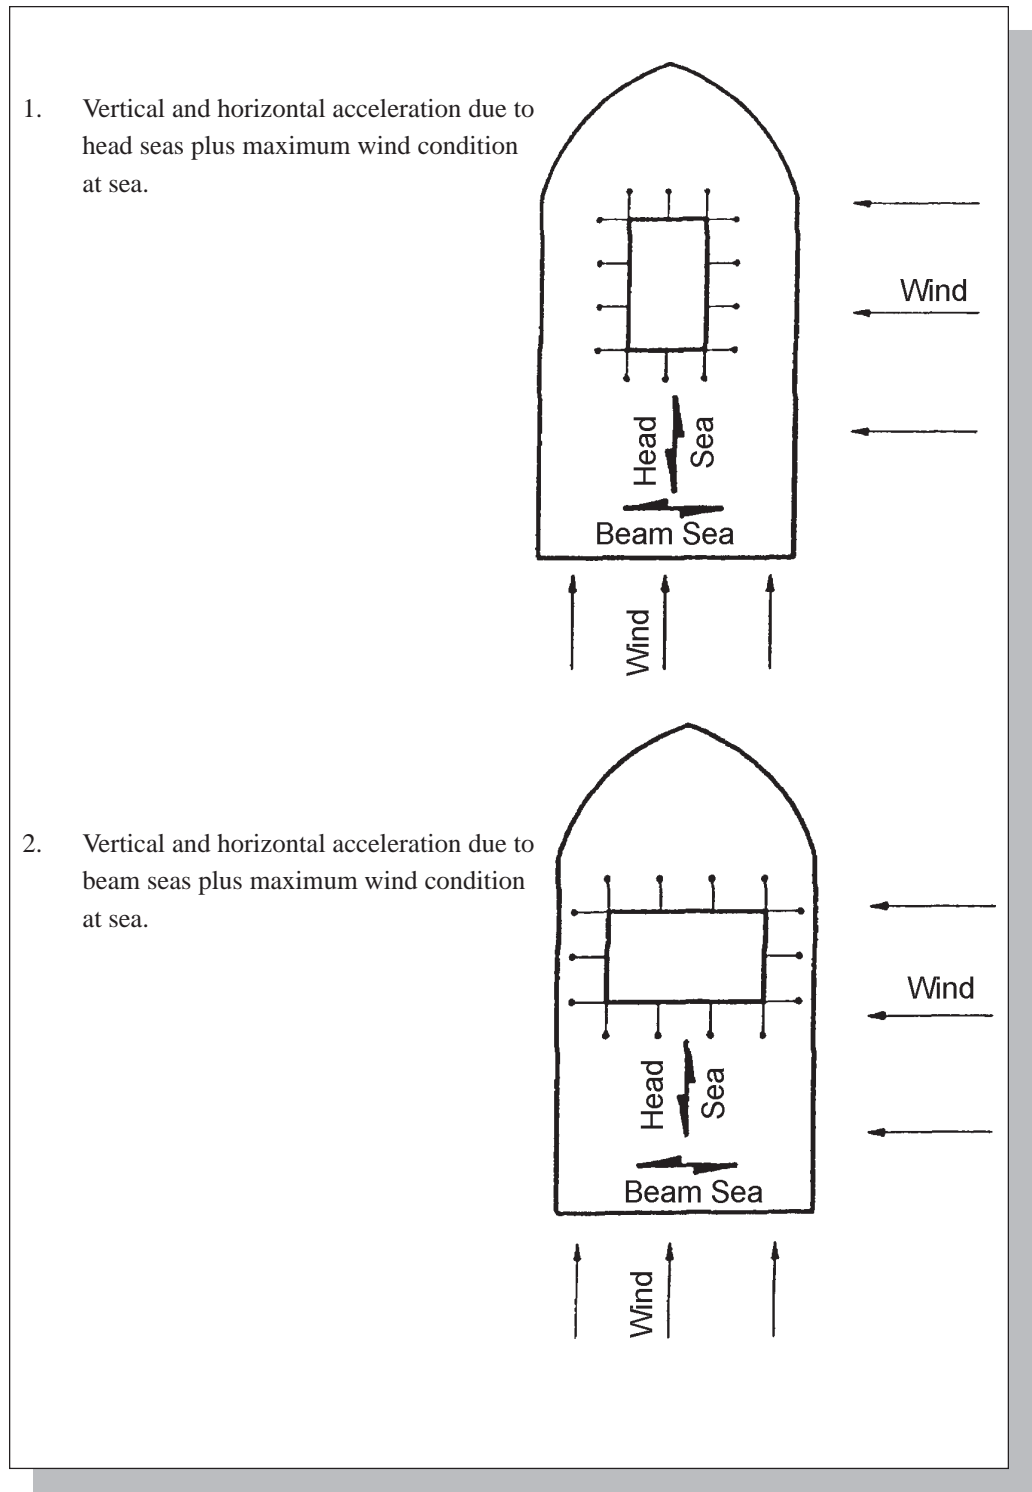 1. Vertical and horizontal acceleration due to
head seas plus maximum wind condition
at sea.
Wind
Head Sea
Beam Sea
Wind
2. Vertical and horizontal acceleration due to
beam seas plus maximum wind condition
at sea.
Wind
Head Sea
Beam Sea
Wind